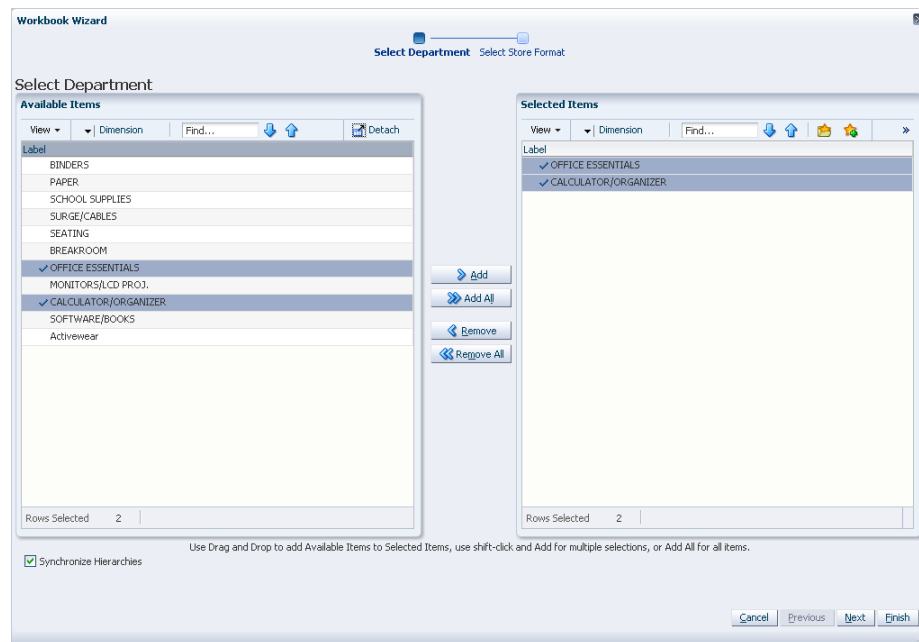 Workbook Wizard
Select Department Select Store Format
Select Department
Available Items
View Dimension Find... Detach
Label
BINDERS
PAPER
SCHOOL SUPPLIES
SURGE/CABLES
SEATING
BREAKROOM
OFFICE ESSENTIALS
MONITORS/LCD PROJ.
CALCULATOR/ORGANIZER
SOFTWARE/BOOKS
Activewear
Rows Selected 2
Add
Add All
Remove
Remove All
Selected Items
View Dimension Find... »
Label
OFFICE ESSENTIALS
CALCULATOR/ORGANIZER
Rows Selected 2
Use Drag and Drop to add Available Items to Selected Items, use shift-click and Add for multiple selections, or Add All for all items.
Synchronize Hierarchies
Cancel Previous Next Finish